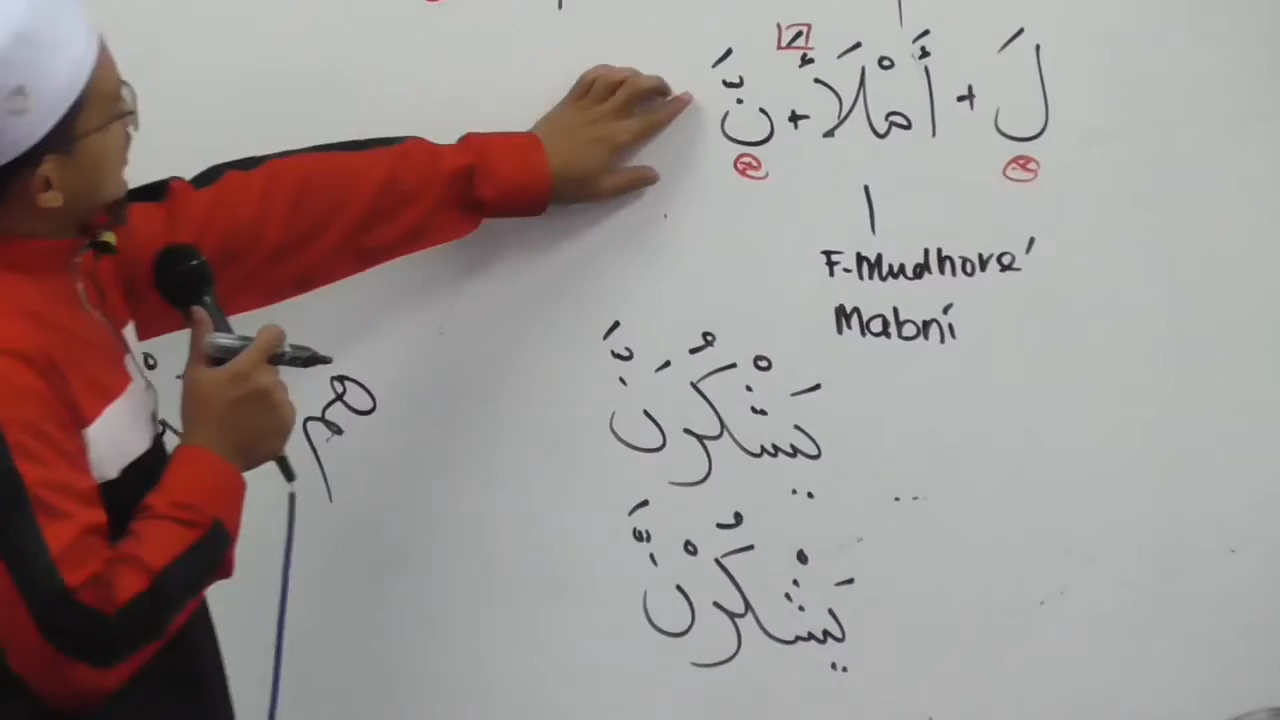 لَ + أَمْلَأَ + نَّ
F. Mudhore'
Mabni
يَشْكُرَنَّ
يَشْكُرْنَّ